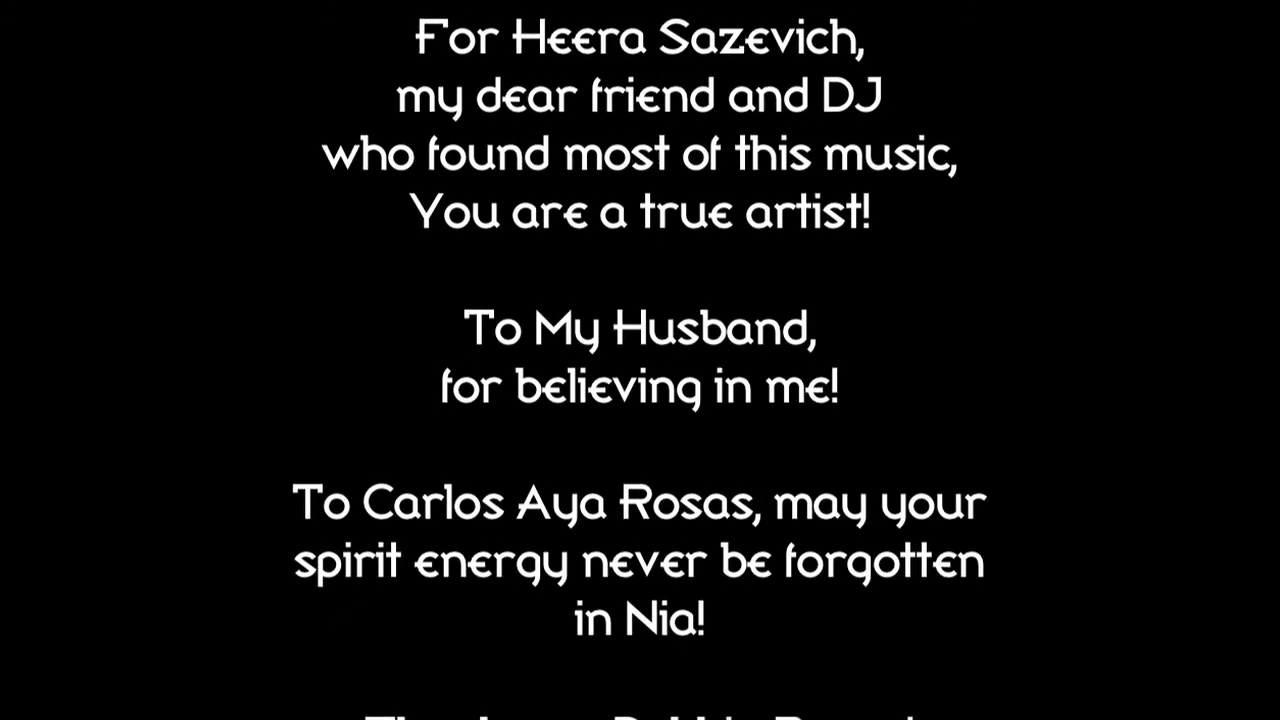 For Heera Sazevich,
my dear friend and DJ
who found most of this music,
You are a true artist!
To My Husband,
for believing in me!
To Carlos Aya Rosas, may your
spirit energy never be forgotten
in Nia!